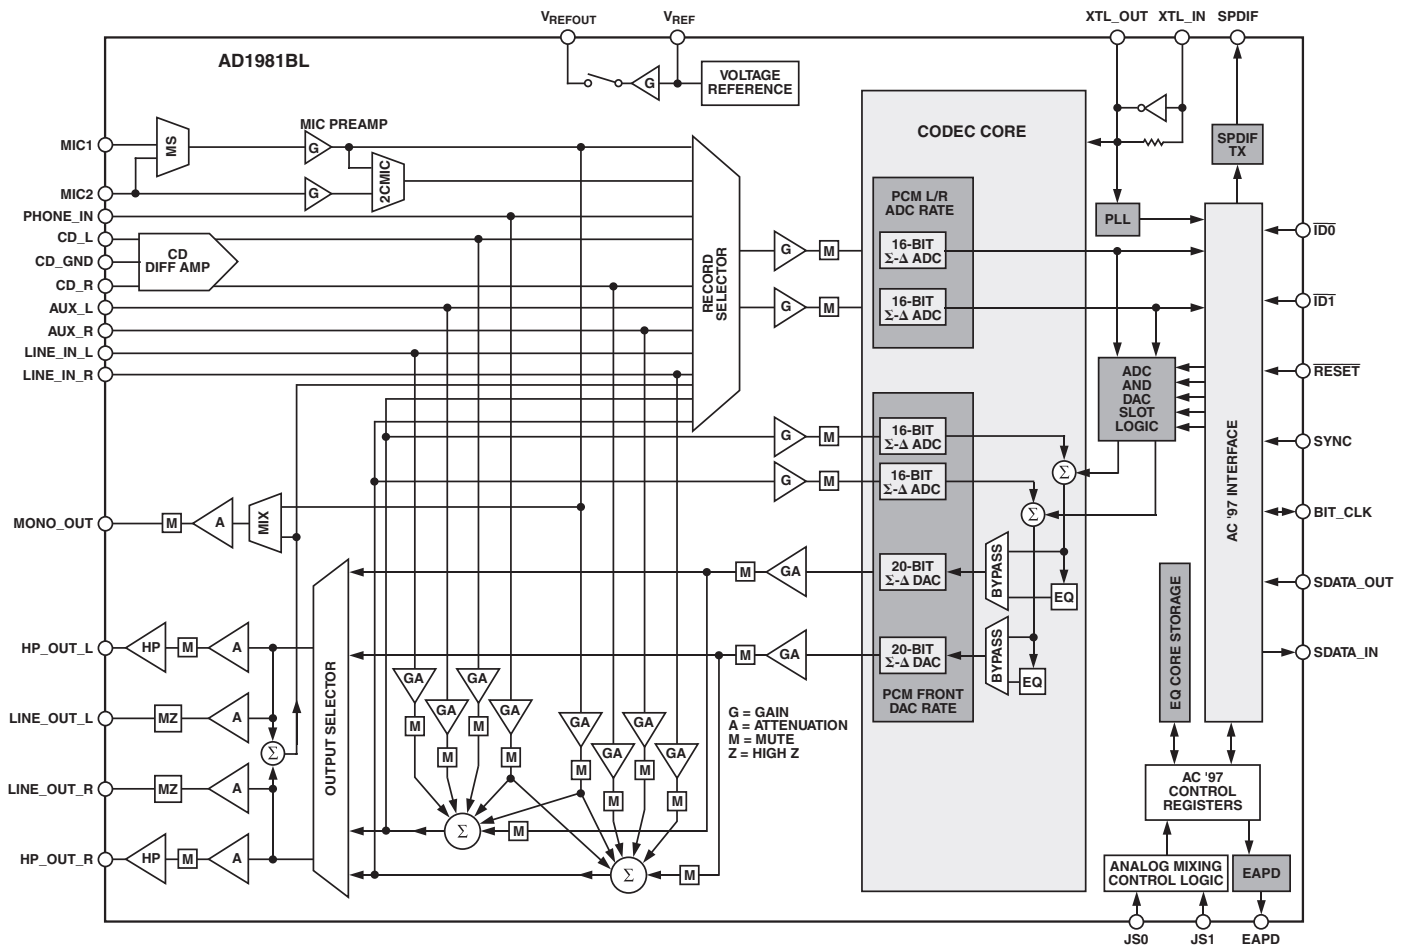 V_REFOUT
V_REF
XTL_OUT
XTL_IN
SPDIF
AD1981BL
G
VOLTAGE
REFERENCE
CODEC CORE
MIC PREAMP
MIC1
MS
G
2CMIC
SPDIF
TX
MIC2
G
PHONE_IN
PCM L/R
ADC RATE
PLL
ID0
CD_L
CD_GND
CD
DIFF AMP
RECORD
SELECTOR
G
M
16-BIT
Σ-Δ ADC
CD_R
AUX_L
G
M
16-BIT
Σ-Δ ADC
ID1
AUX_R
LINE_IN_L
LINE_IN_R
ADC
AND
DAC
SLOT
LOGIC
RESET
AC '97 INTERFACE
G
M
16-BIT
Σ-Δ ADC
SYNC
Σ
G
M
16-BIT
Σ-Δ ADC
Σ
BIT_CLK
MONO_OUT
M
A
MIX
M
GA
20-BIT
Σ-Δ DAC
BYPASS
EQ
SDATA_OUT
EQ CORE STORAGE
HP_OUT_L
HP
M
A
OUTPUT SELECTOR
M
GA
20-BIT
Σ-Δ DAC
BYPASS
EQ
SDATA_IN
PCM FRONT
DAC RATE
GA
GA
GA
GA
GA
GA
GA
GA
M
M
M
M
M
M
M
M
G = GAIN
A = ATTENUATION
M = MUTE
Z = HIGH Z
LINE_OUT_L
MZ
A
Σ
LINE_OUT_R
MZ
A
AC '97
CONTROL
REGISTERS
Σ
M
HP_OUT_R
HP
M
A
Σ
M
ANALOG MIXING
CONTROL LOGIC
EAPD
JS0
JS1
EAPD